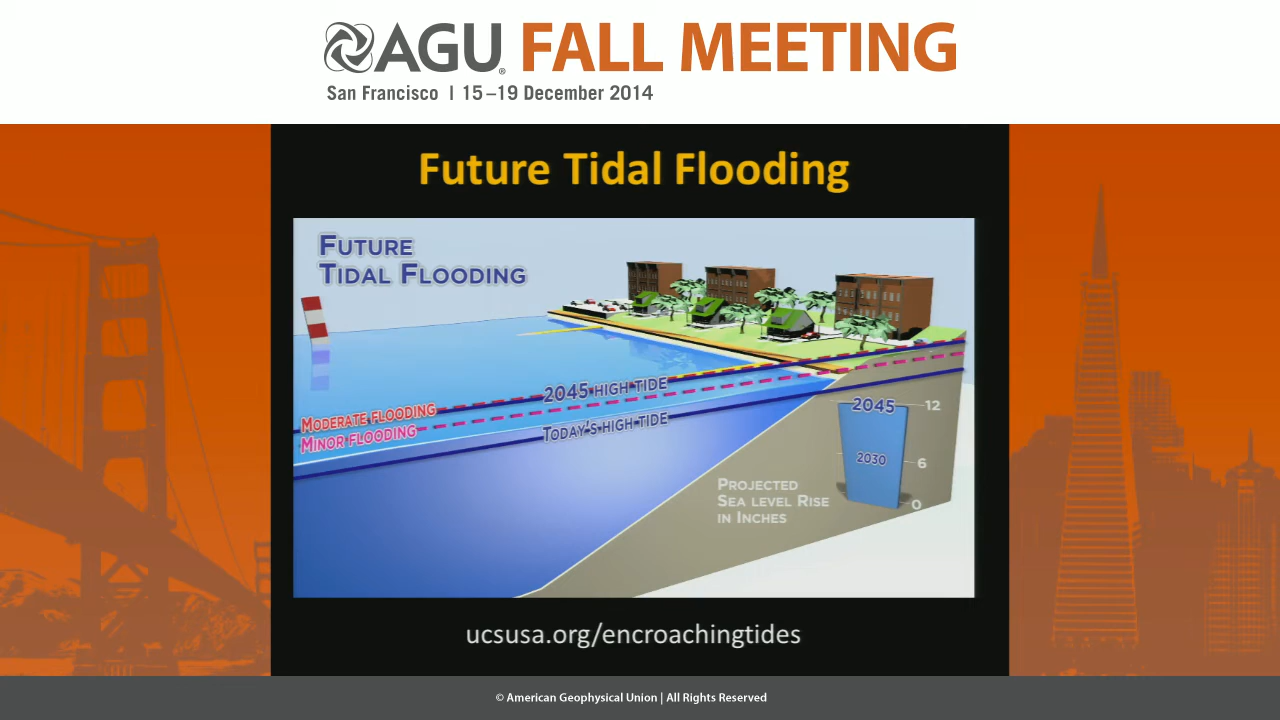 AGU® FALL MEETING
San Francisco | 15–19 December 2014
Future Tidal Flooding
FUTURE
TIDAL FLOODING
2045 HIGH TIDE
MODERATE FLOODING
MINOR FLOODING
TODAY'S HIGH TIDE
2045
12
2030
6
0
PROJECTED
SEA LEVEL RISE
IN INCHES
ucsusa.org/encroachingtides
© American Geophysical Union | All Rights Reserved